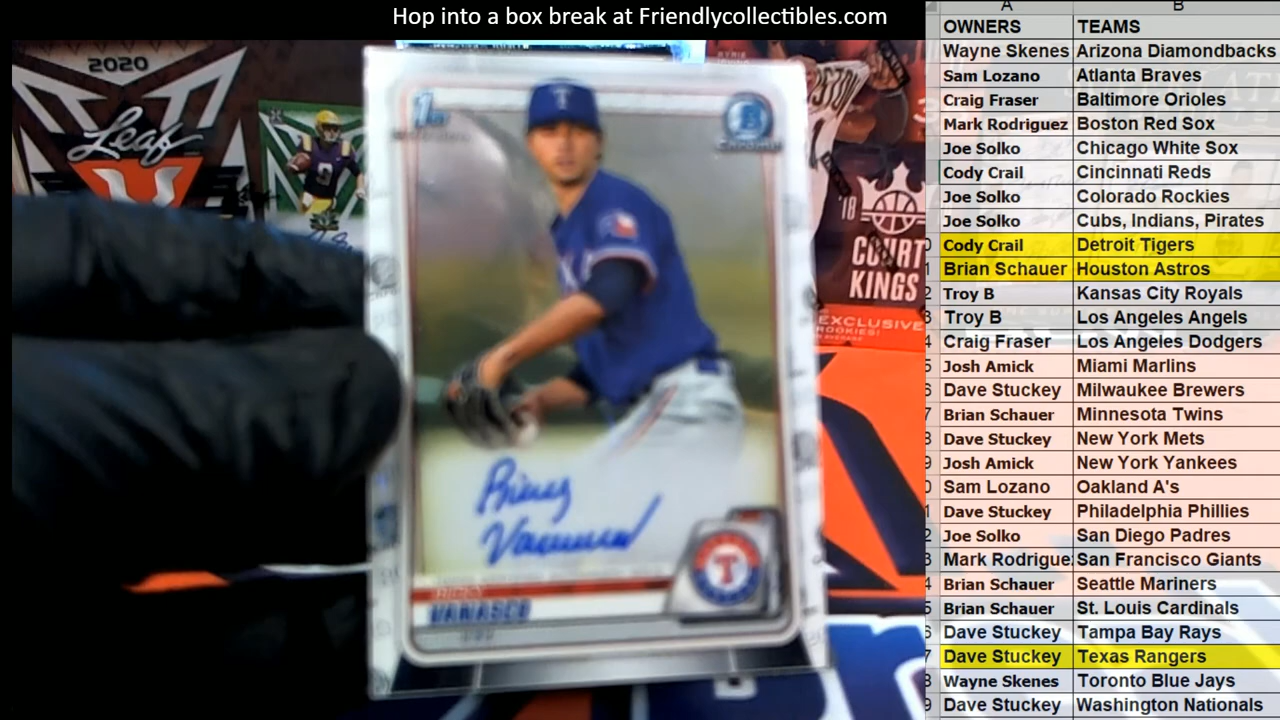 Hop into a box break at Friendlycollectibles.com
2020
Leaf
1st
CHROME
'18
COURT
KINGS
EXCLUSIVE
ROOKIES!
T
VANASCO
A B
OWNERS TEAMS
Wayne Skenes Arizona Diamondbacks
Sam Lozano Atlanta Braves
Craig Fraser Baltimore Orioles
Mark Rodriguez Boston Red Sox
Joe Solko Chicago White Sox
Cody Crail Cincinnati Reds
Joe Solko Colorado Rockies
Joe Solko Cubs, Indians, Pirates
Cody Crail Detroit Tigers
Brian Schauer Houston Astros
Troy B Kansas City Royals
Troy B Los Angeles Angels
Craig Fraser Los Angeles Dodgers
Josh Amick Miami Marlins
Dave Stuckey Milwaukee Brewers
Brian Schauer Minnesota Twins
Dave Stuckey New York Mets
Josh Amick New York Yankees
Sam Lozano Oakland A's
Dave Stuckey Philadelphia Phillies
Joe Solko San Diego Padres
Mark Rodrigue San Francisco Giants
Brian Schauer Seattle Mariners
Brian Schauer St. Louis Cardinals
Dave Stuckey Tampa Bay Rays
Dave Stuckey Texas Rangers
Wayne Skenes Toronto Blue Jays
Dave Stuckey Washington Nationals